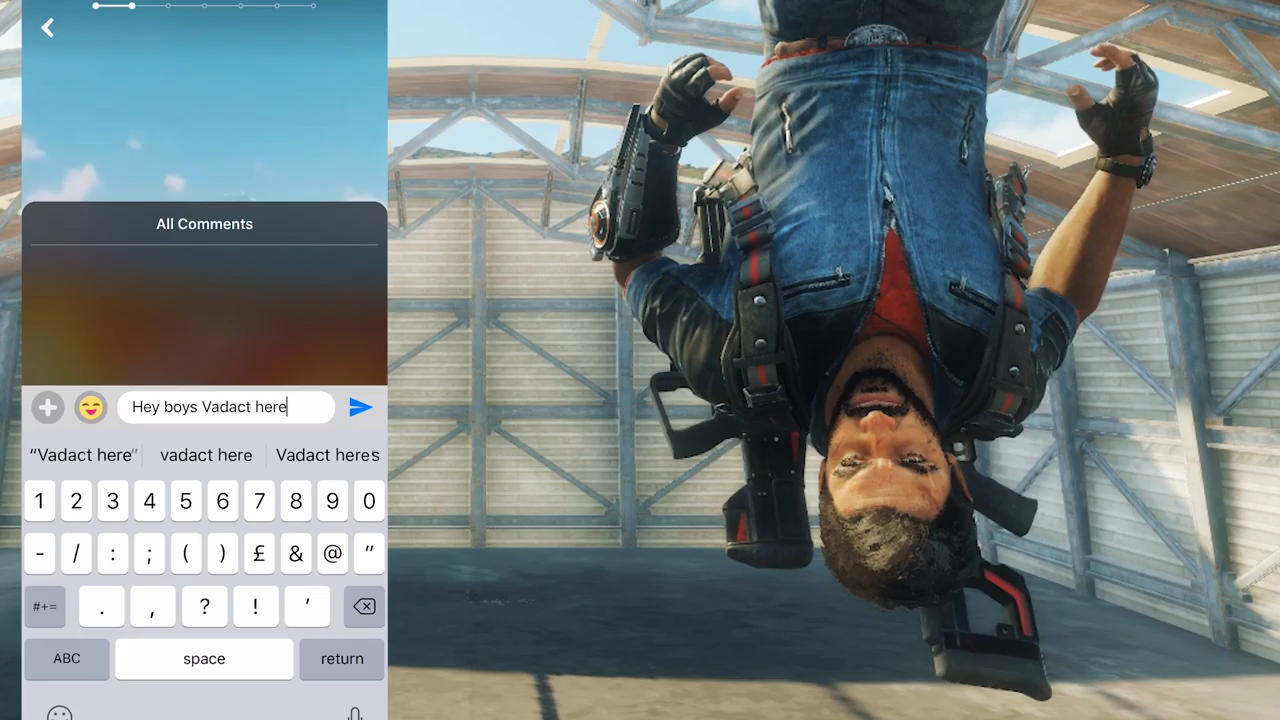 All Comments
Hey boys Vadact here
“Vadact here” vadact here Vadact heres
1 2 3 4 5 6 7 8 9 0
- / : ; ( ) £ & @ ”
#+= . , ? ! ’
ABC space return